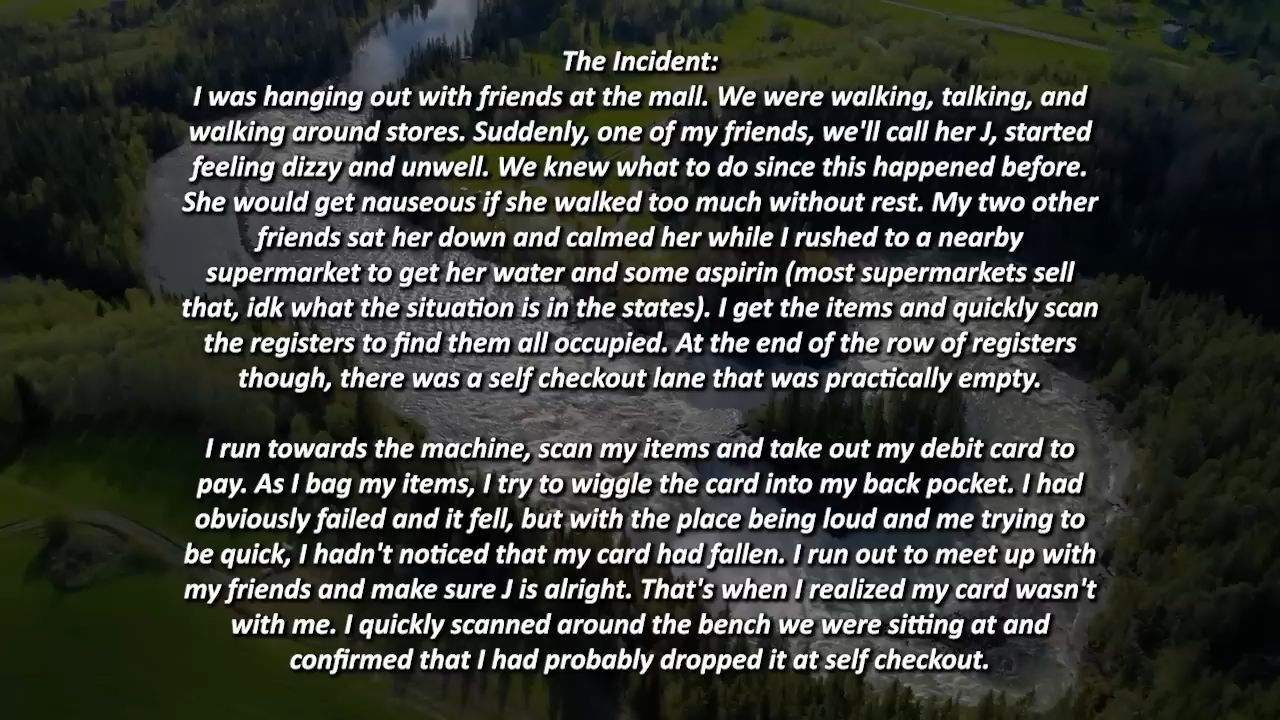 The Incident:
I was hanging out with friends at the mall. We were walking, talking, and
walking around stores. Suddenly, one of my friends, we'll call her J, started
feeling dizzy and unwell. We knew what to do since this happened before.
She would get nauseous if she walked too much without rest. My two other
friends sat her down and calmed her while I rushed to a nearby
supermarket to get her water and some aspirin (most supermarkets sell
that, idk what the situation is in the states). I get the items and quickly scan
the registers to find them all occupied. At the end of the row of registers
though, there was a self checkout lane that was practically empty.
I run towards the machine, scan my items and take out my debit card to
pay. As I bag my items, I try to wiggle the card into my back pocket. I had
obviously failed and it fell, but with the place being loud and me trying to
be quick, I hadn't noticed that my card had fallen. I run out to meet up with
my friends and make sure J is alright. That's when I realized my card wasn't
with me. I quickly scanned around the bench we were sitting at and
confirmed that I had probably dropped it at self checkout.